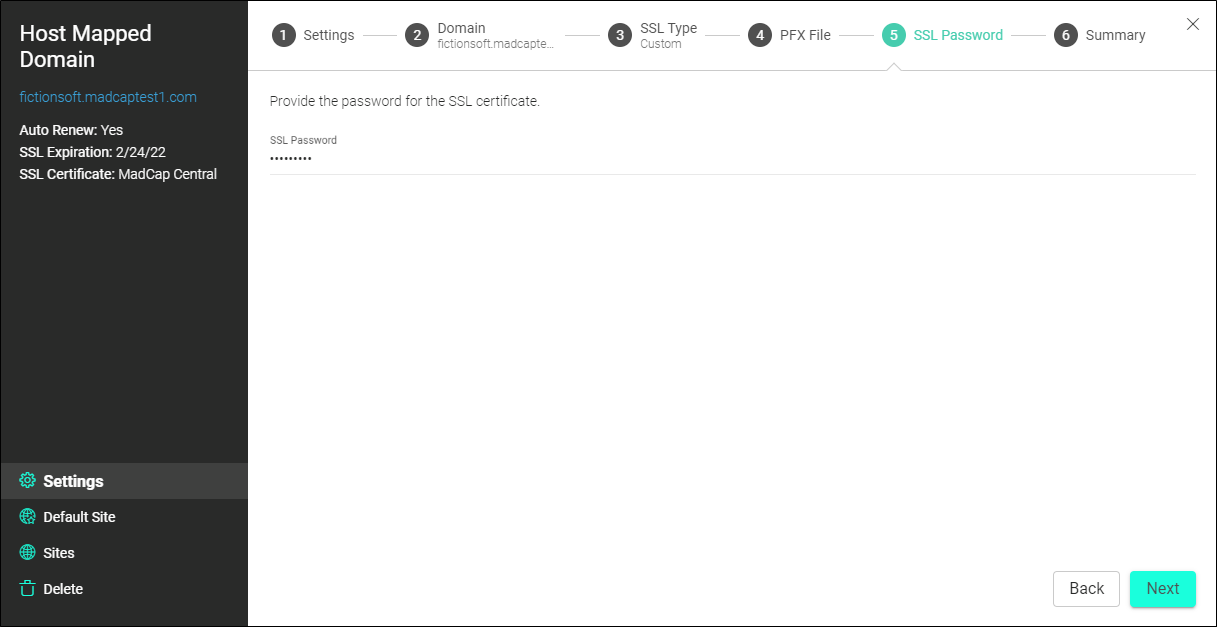 Host Mapped
Domain
fictionsoft.madcaptest1.com
Auto Renew: Yes
SSL Expiration: 2/24/22
SSL Certificate: MadCap Central
Settings
Default Site
Sites
Delete
1 Settings
2 Domain
fictionsoft.madcapte...
3 SSL Type
Custom
4 PFX File
5 SSL Password
6 Summary
Provide the password for the SSL certificate.
SSL Password
•••••••••
Back
Next